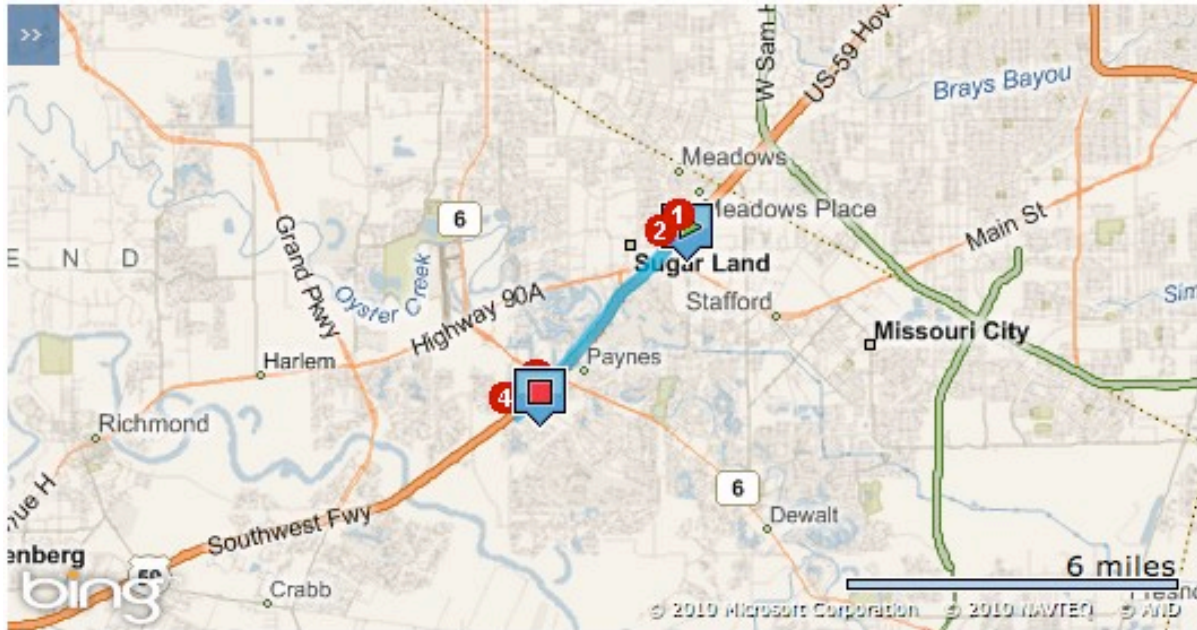 >>
Brays Bayou
W Sam H
US-59 Hov
Meadows
1
Meadows Place
2
6
Main St
E N D
Grand Pkwy
Sugar Land
Oyster Creek
Highway 90A
Stafford
Sim
Missouri City
Paynes
Harlem
4
Richmond
6
nue H
Dewalt
Southwest Fwy
enberg
59
6 miles
bing
Crabb
Fresno
© 2010 Microsoft Corporation © 2010 NAVTEQ © AND